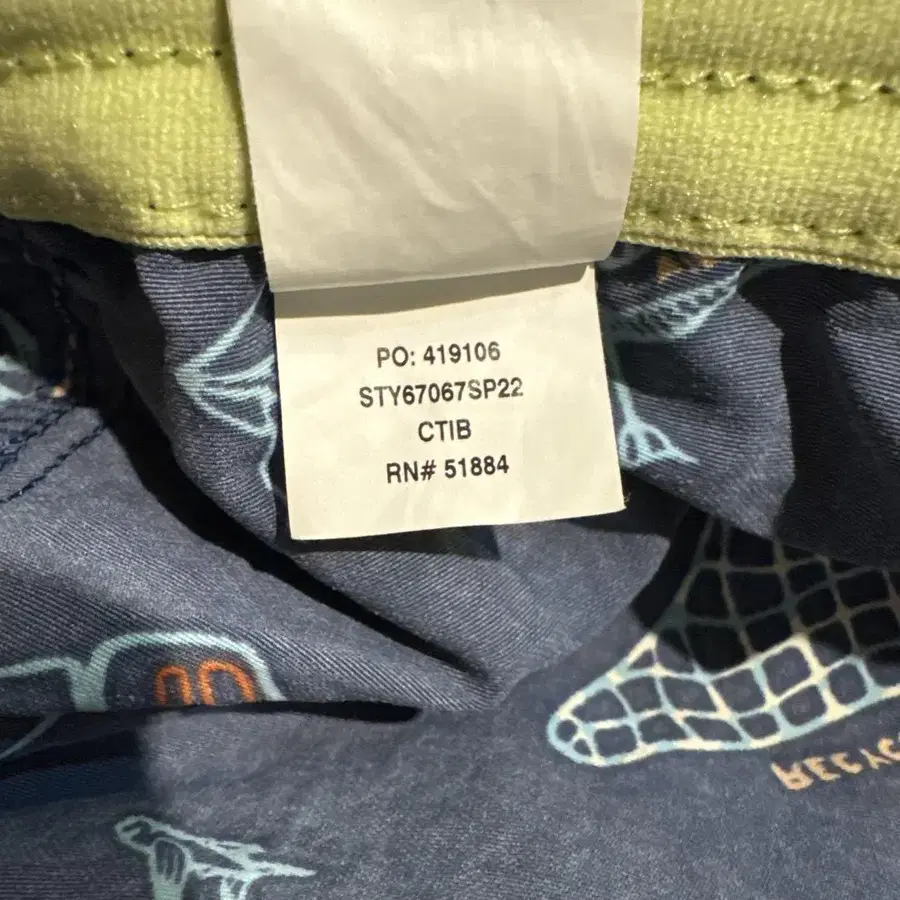 PO: 419106
STY67067SP22
CTIB
RN# 51884